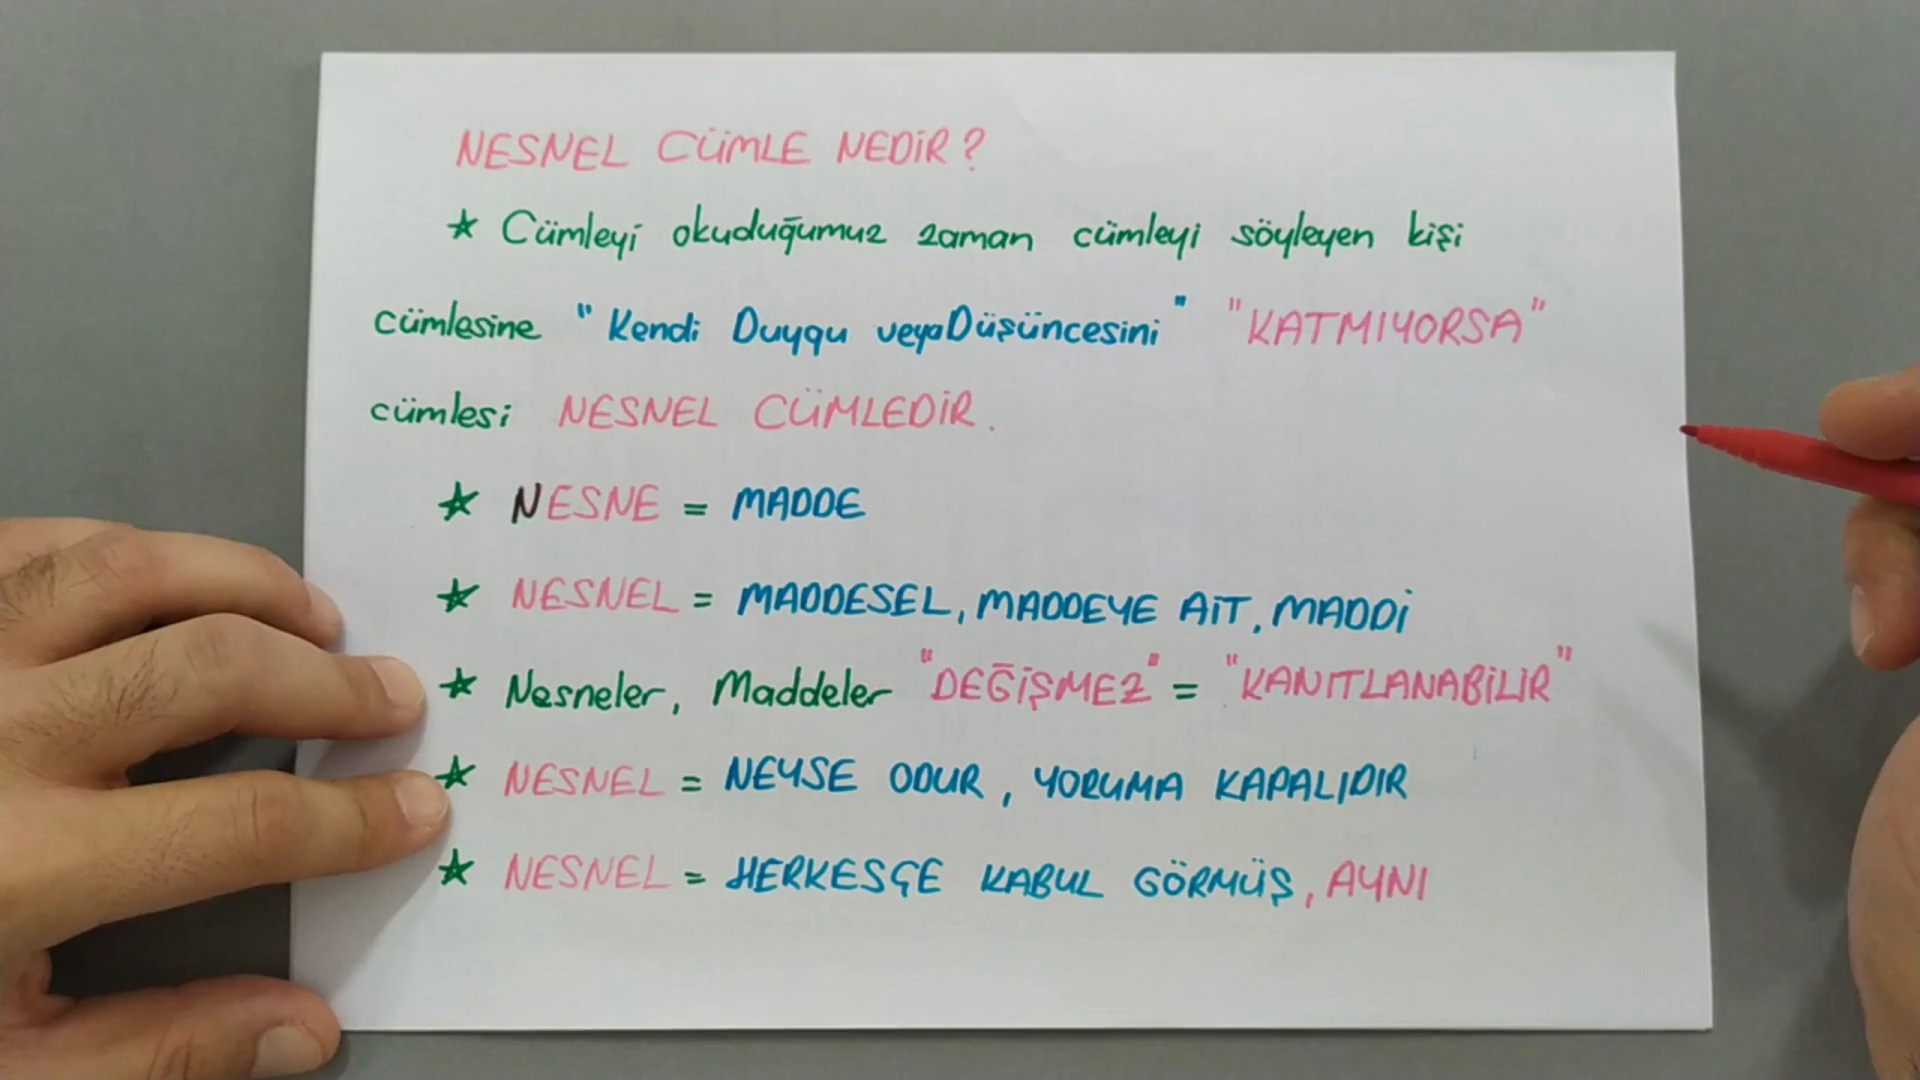 NESNEL CÜMLE NEDİR?
★ Cümleyi okuduğumuz zaman cümleyi söyleyen kişi
cümlesine "Kendi Duygu veya Düşüncesini" "KATMIYORSA"
cümlesi NESNEL CÜMLEDİR.
★ NESNE = MADDE
★ NESNEL = MADDESEL, MADDEYE AİT, MADDİ
★ Nesneler, Maddeler "DEĞİŞMEZ" = "KANITLANABİLİR"
★ NESNEL = NEYSE ODUR, YORUMA KAPALIDIR
★ NESNEL = HERKESÇE KABUL GÖRMÜŞ, AYNI